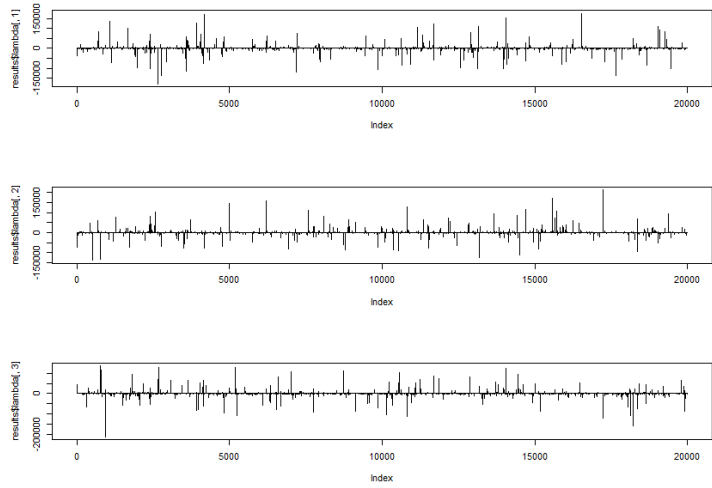 results$lambda[, 1]
-150000 0 150000
0 5000 10000 15000 20000
Index
results$lambda[, 2]
-150000 0 150000
0 5000 10000 15000 20000
Index
results$lambda[, 3]
-200000 0
0 5000 10000 15000 20000
Index